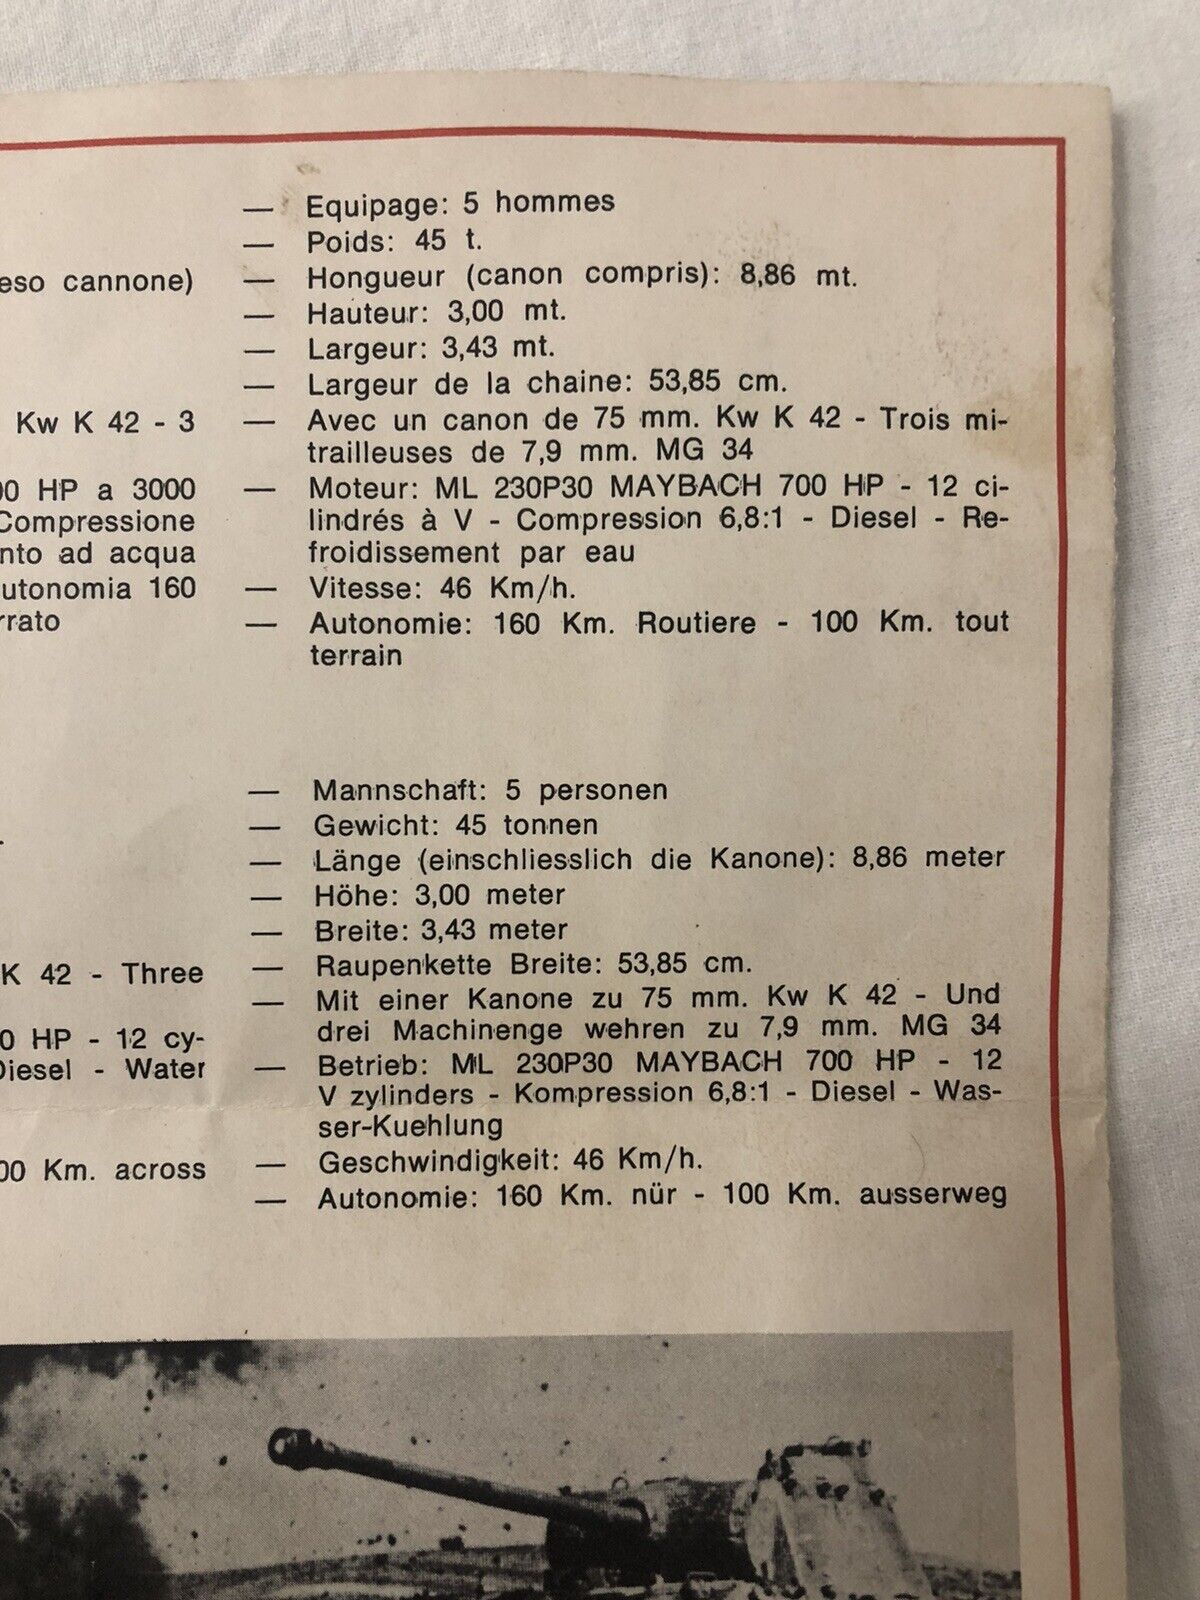 eso cannone)
Kw K 42 - 3
00 HP a 3000
Compressione
nto ad acqua
utonomia 160
rrato
— Equipage: 5 hommes
— Poids: 45 t.
— Hongueur (canon compris): 8,86 mt.
— Hauteur: 3,00 mt.
— Largeur: 3,43 mt.
— Largeur de la chaine: 53,85 cm.
— Avec un canon de 75 mm. Kw K 42 - Trois mi-
trailleuses de 7,9 mm. MG 34
— Moteur: ML 230P30 MAYBACH 700 HP - 12 ci-
lindrés à V - Compression 6,8:1 - Diesel - Re-
froidissement par eau
— Vitesse: 46 Km/h.
— Autonomie: 160 Km. Routiere - 100 Km. tout
terrain
K 42 - Three
0 HP - 12 cy-
Diesel - Water
00 Km. across
— Mannschaft: 5 personen
— Gewicht: 45 tonnen
— Länge (einschliesslich die Kanone): 8,86 meter
— Höhe: 3,00 meter
— Breite: 3,43 meter
— Raupenkette Breite: 53,85 cm.
— Mit einer Kanone zu 75 mm. Kw K 42 - Und
drei Machinenge wehren zu 7,9 mm. MG 34
— Betrieb: ML 230P30 MAYBACH 700 HP - 12
V zylinders - Kompression 6,8:1 - Diesel - Was-
ser-Kuehlung
— Geschwindigkeit: 46 Km/h.
— Autonomie: 160 Km. nür - 100 Km. ausserweg